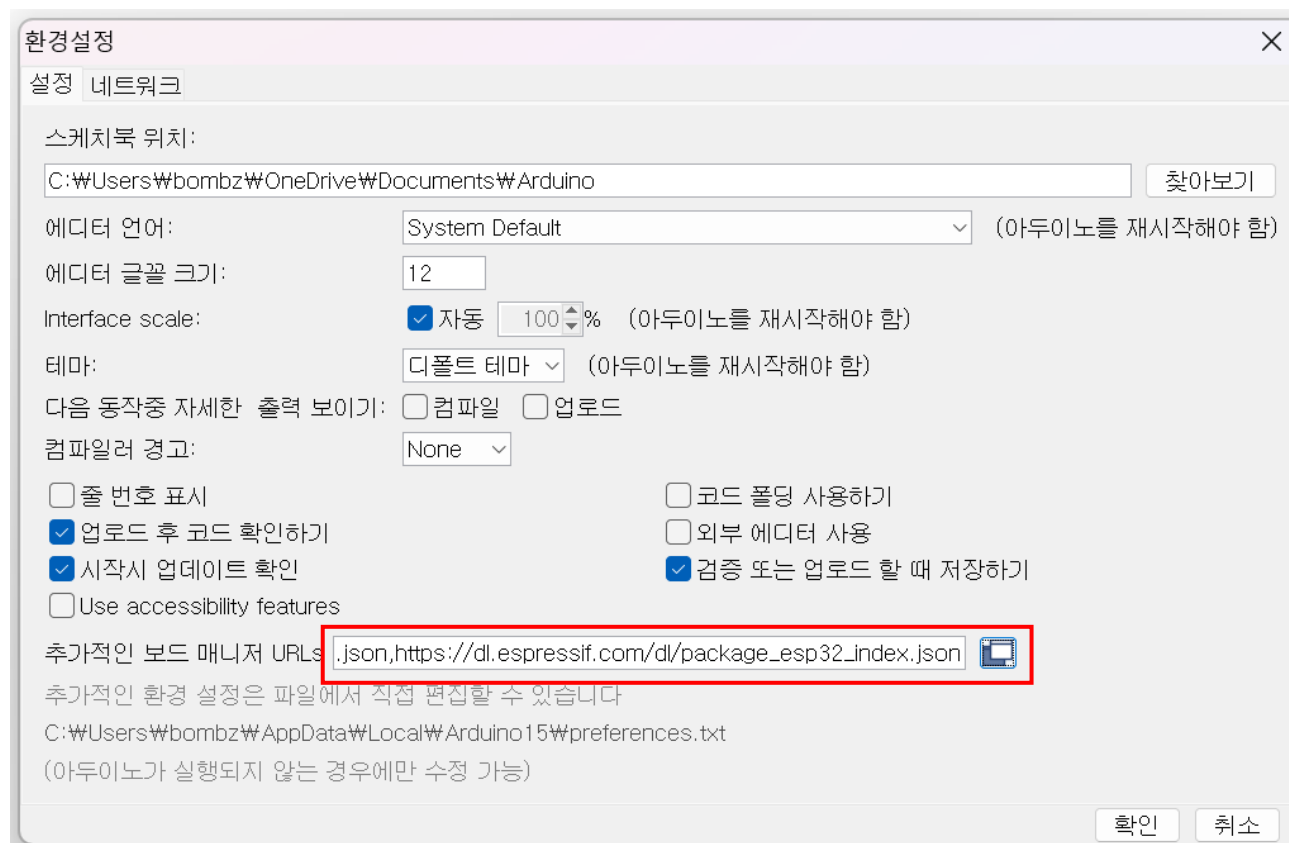 환경설정
설정 네트워크
스케치북 위치:
C:₩Users₩bombz₩OneDrive₩Documents₩Arduino 찾아보기
에디터 언어: System Default (아두이노를 재시작해야 함)
에디터 글꼴 크기: 12
Interface scale: 자동 100 % (아두이노를 재시작해야 함)
테마: 디폴트 테마 (아두이노를 재시작해야 함)
다음 동작중 자세한 출력 보이기: 컴파일 업로드
컴파일러 경고: None
줄 번호 표시 코드 폴딩 사용하기
업로드 후 코드 확인하기 외부 에디터 사용
시작시 업데이트 확인 검증 또는 업로드 할 때 저장하기
Use accessibility features
추가적인 보드 매니저 URLs .json,https://dl.espressif.com/dl/package_esp32_index.json
추가적인 환경 설정은 파일에서 직접 편집할 수 있습니다
C:₩Users₩bombz₩AppData₩Local₩Arduino15₩preferences.txt
(아두이노가 실행되지 않는 경우에만 수정 가능)
확인 취소